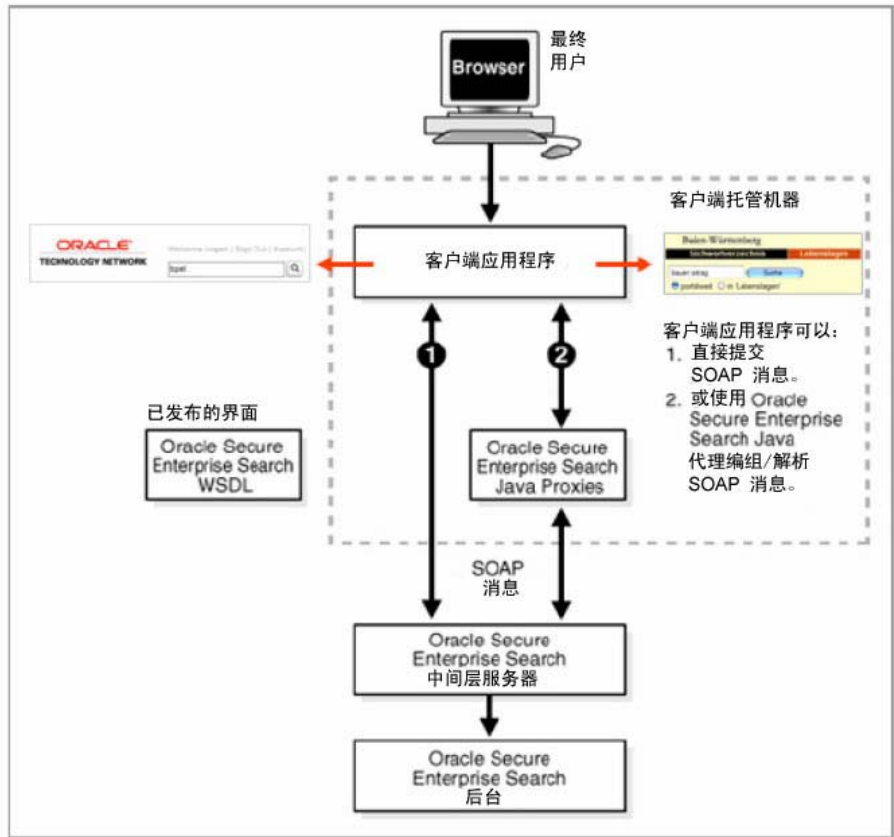 最终
用户
Browser
客户端托管机器
ORACLE
TECHNOLOGY NETWORK
bpel
客户端应用程序
Baden-Württemberg
Stichwortverzeichnis
Lebenslagen
Suche
portalweit
in 'Lebenslagen'
客户端应用程序可以：
1. 直接提交
SOAP 消息。
2. 或使用 Oracle
Secure Enterprise
Search Java
代理编组/解析
SOAP 消息。
1
2
已发布的界面
Oracle Secure
Enterprise Search
WSDL
Oracle Secure
Enterprise Search
Java Proxies
SOAP
消息
Oracle Secure
Enterprise Search
中间层服务器
Oracle Secure
Enterprise Search
后台